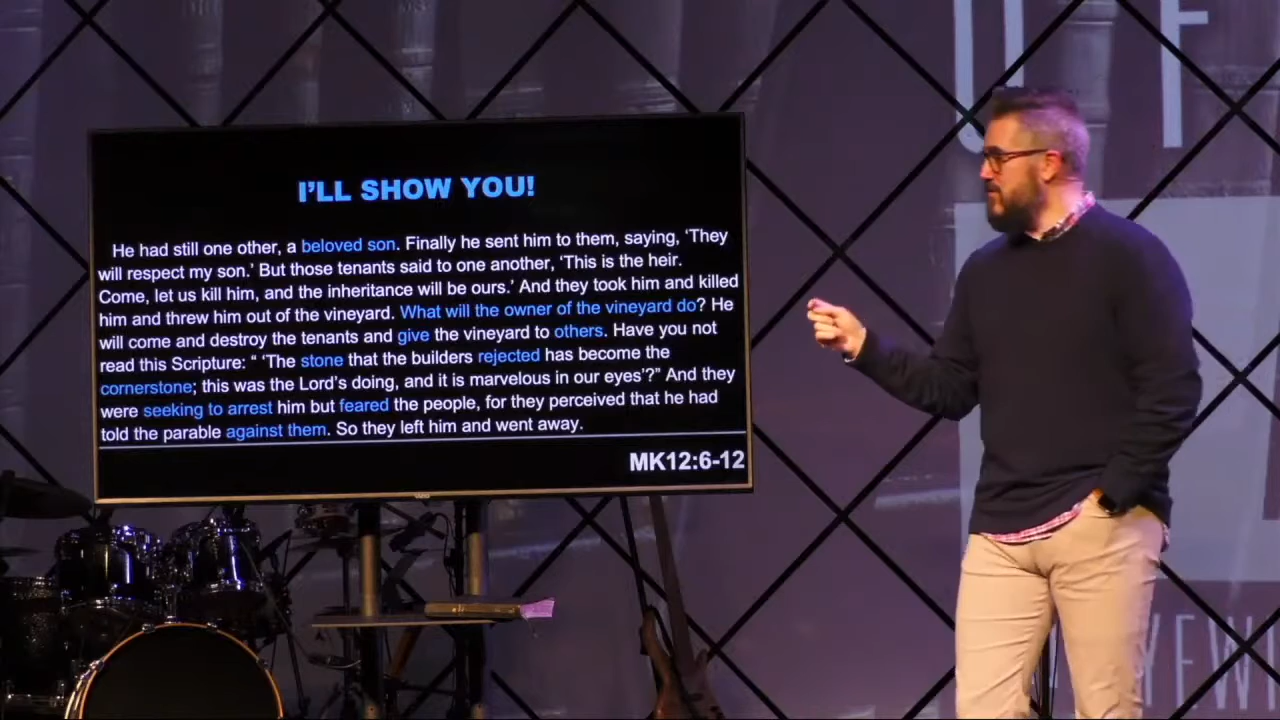 I'LL SHOW YOU!
He had still one other, a beloved son. Finally he sent him to them, saying, 'They
will respect my son.' But those tenants said to one another, 'This is the heir.
Come, let us kill him, and the inheritance will be ours.' And they took him and killed
him and threw him out of the vineyard. What will the owner of the vineyard do? He
will come and destroy the tenants and give the vineyard to others. Have you not
read this Scripture: “ 'The stone that the builders rejected has become the
cornerstone; this was the Lord's doing, and it is marvelous in our eyes'?” And they
were seeking to arrest him but feared the people, for they perceived that he had
told the parable against them. So they left him and went away.
MK12:6-12
OF
YEWI